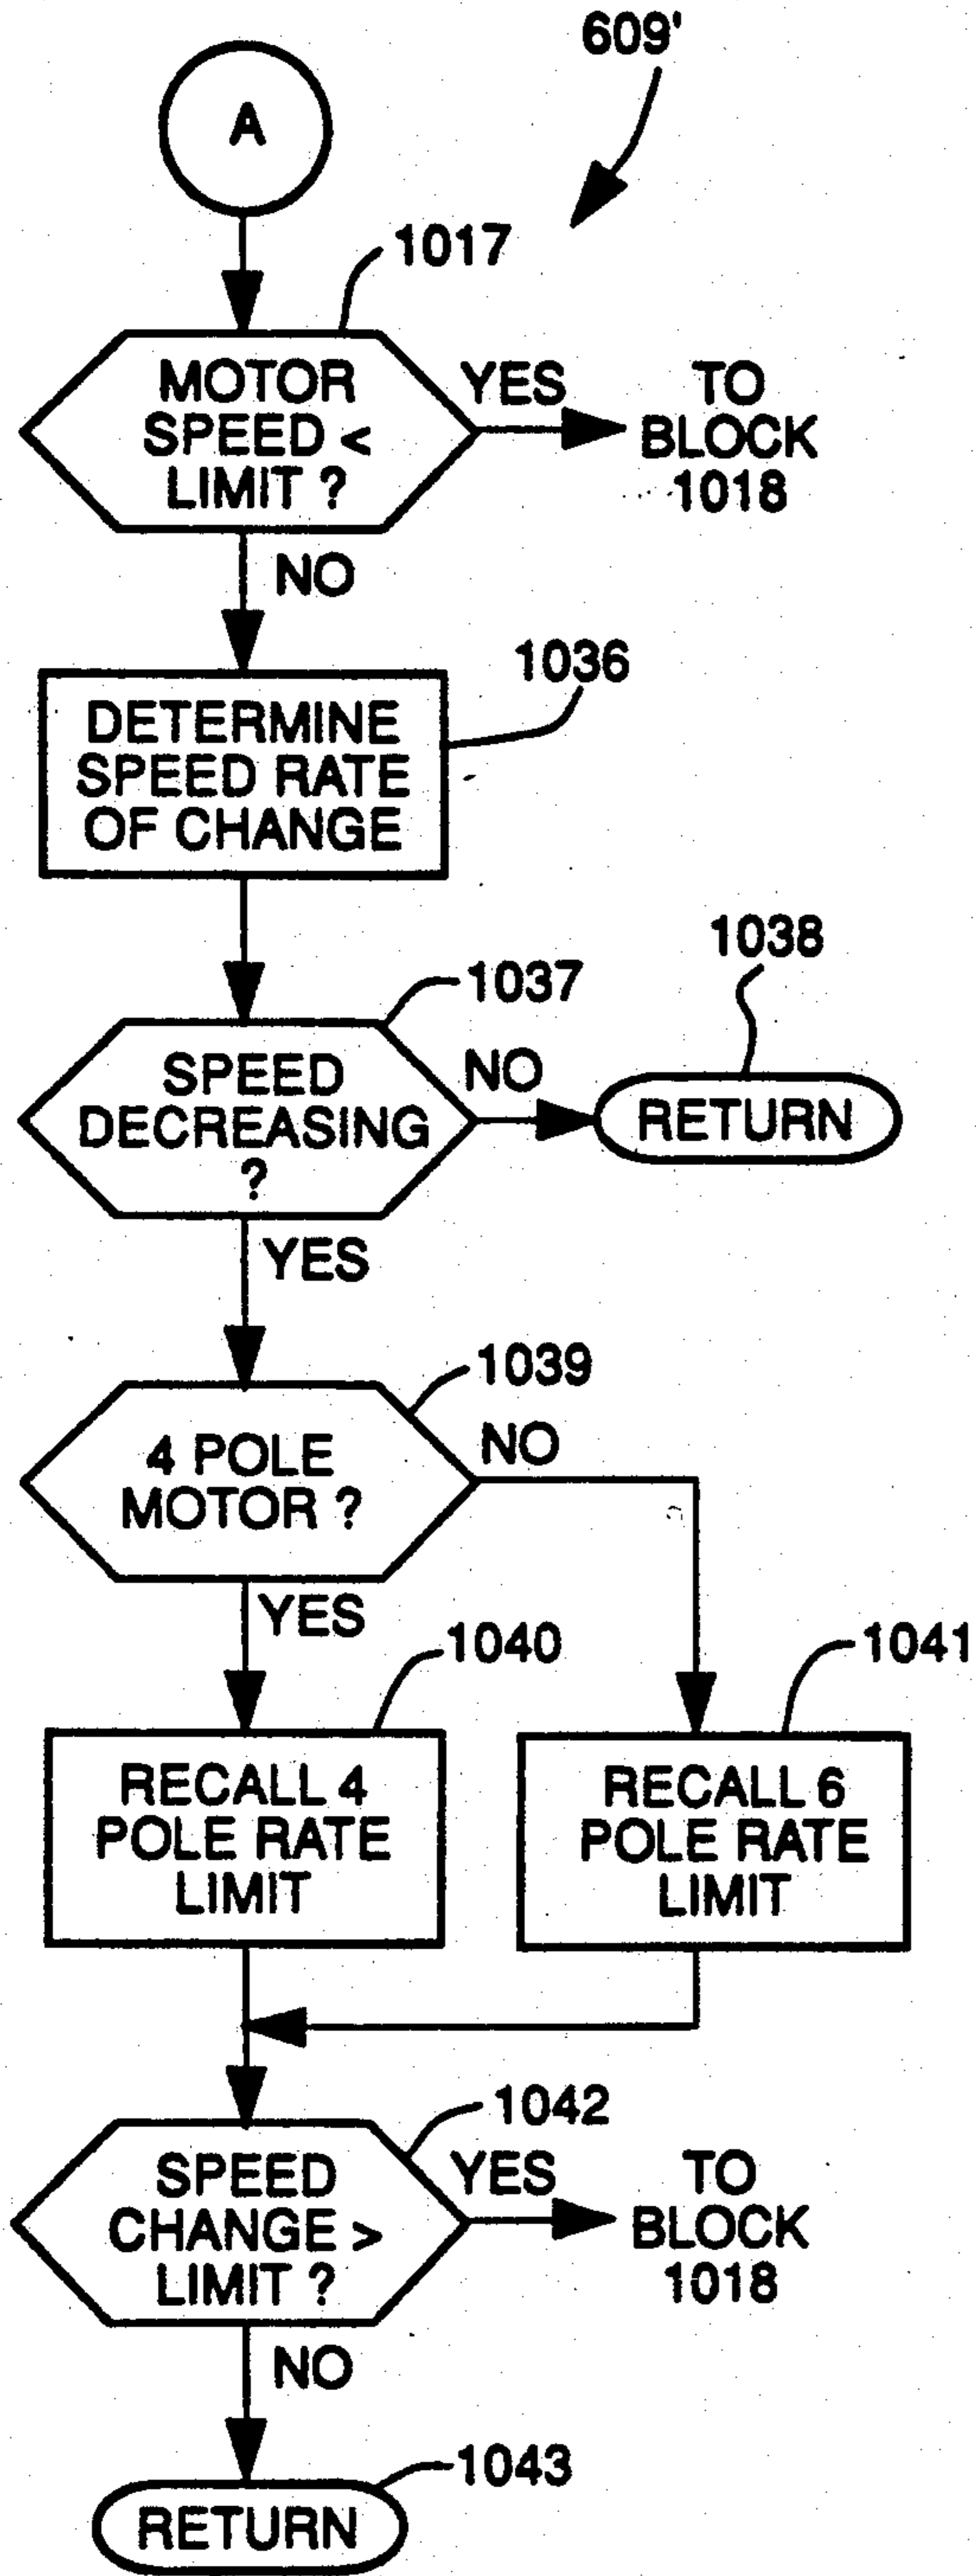 609'
A
1017
MOTOR
SPEED <
LIMIT ?
YES
TO
BLOCK
1018
NO
1036
DETERMINE
SPEED RATE
OF CHANGE
1038
1037
SPEED
DECREASING
?
NO
RETURN
YES
1039
4 POLE
MOTOR ?
NO
YES
1040
1041
RECALL 4
POLE RATE
LIMIT
RECALL 6
POLE RATE
LIMIT
1042
SPEED
CHANGE >
LIMIT ?
YES
TO
BLOCK
1018
NO
1043
RETURN